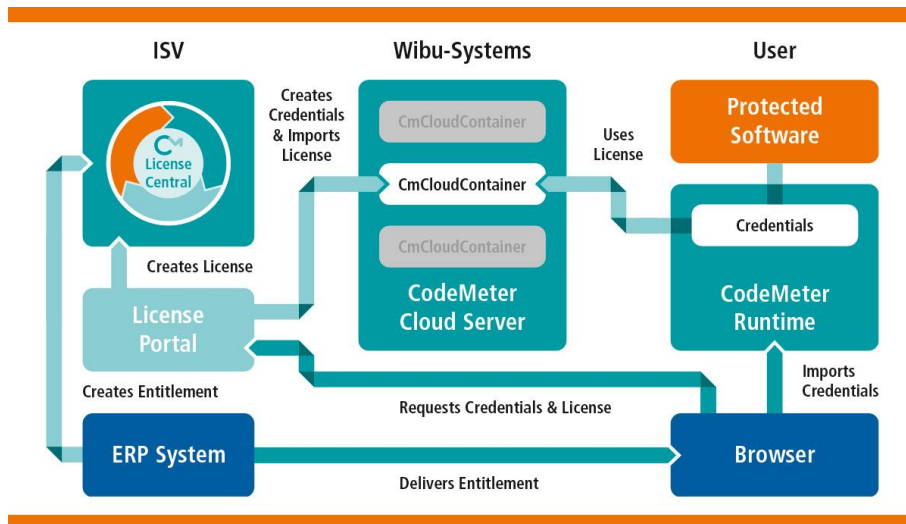 ISV
Wibu-Systems
User
CM
License
Central
Creates
Credentials
& Imports
License
CmCloudContainer
CmCloudContainer
CmCloudContainer
CodeMeter
Cloud Server
Uses
License
Protected
Software
Credentials
CodeMeter
Runtime
Creates License
License
Portal
Creates Entitlement
Requests Credentials & License
Imports
Credentials
ERP System
Delivers Entitlement
Browser